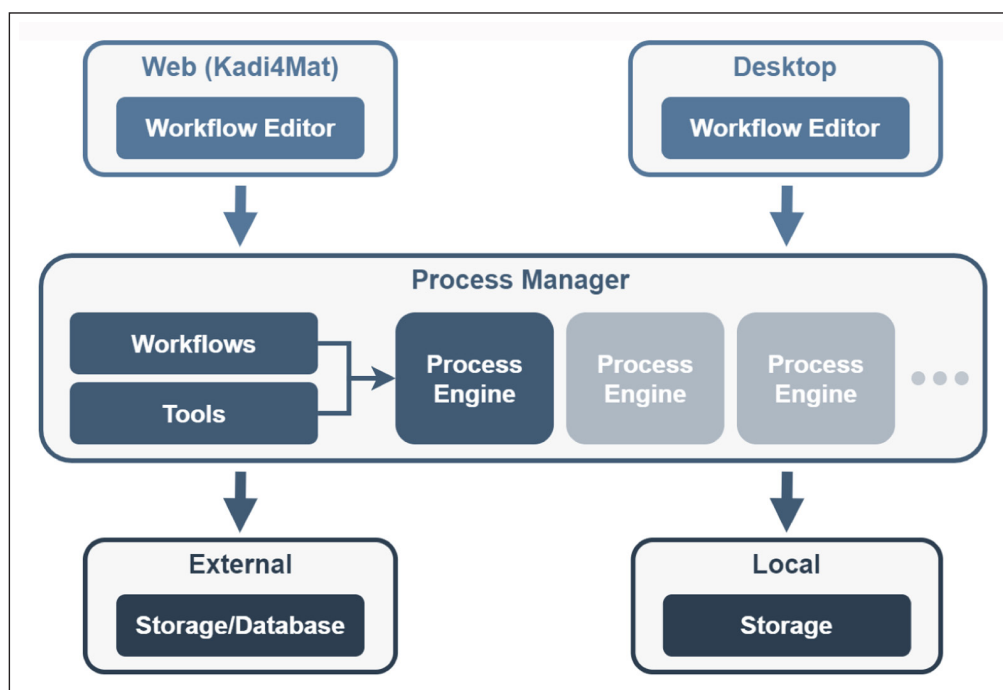 Web (Kadi4Mat)
Workflow Editor
Desktop
Workflow Editor
Process Manager
Workflows
Tools
Process
Engine
Process
Engine
Process
Engine
External
Storage/Database
Local
Storage